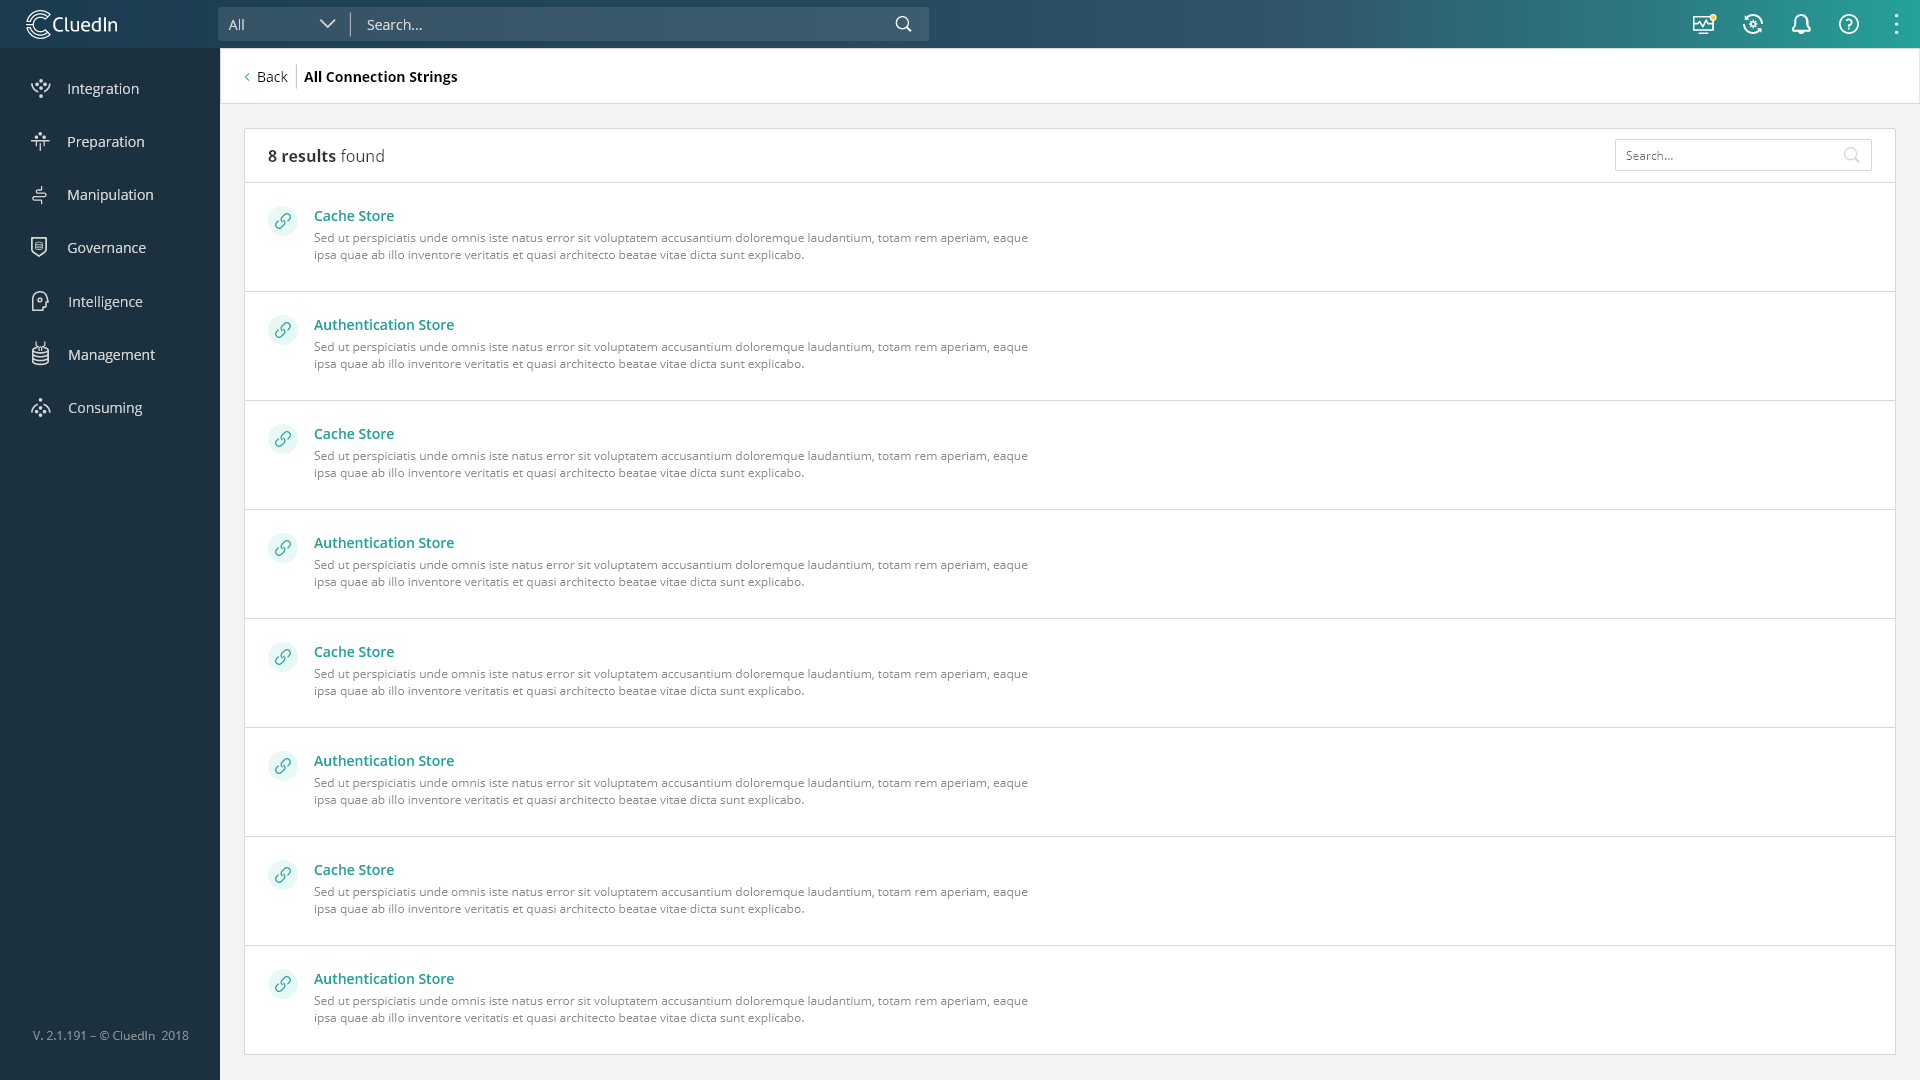 CluedIn
All
Search...
Integration
Preparation
Manipulation
Governance
Intelligence
Management
Consuming
V. 2.1.191 – © CluedIn 2018
Back
All Connection Strings
8 results found
Search...
Cache Store
Sed ut perspiciatis unde omnis iste natus error sit voluptatem accusantium doloremque laudantium, totam rem aperiam, eaque
ipsa quae ab illo inventore veritatis et quasi architecto beatae vitae dicta sunt explicabo.
Authentication Store
Sed ut perspiciatis unde omnis iste natus error sit voluptatem accusantium doloremque laudantium, totam rem aperiam, eaque
ipsa quae ab illo inventore veritatis et quasi architecto beatae vitae dicta sunt explicabo.
Cache Store
Sed ut perspiciatis unde omnis iste natus error sit voluptatem accusantium doloremque laudantium, totam rem aperiam, eaque
ipsa quae ab illo inventore veritatis et quasi architecto beatae vitae dicta sunt explicabo.
Authentication Store
Sed ut perspiciatis unde omnis iste natus error sit voluptatem accusantium doloremque laudantium, totam rem aperiam, eaque
ipsa quae ab illo inventore veritatis et quasi architecto beatae vitae dicta sunt explicabo.
Cache Store
Sed ut perspiciatis unde omnis iste natus error sit voluptatem accusantium doloremque laudantium, totam rem aperiam, eaque
ipsa quae ab illo inventore veritatis et quasi architecto beatae vitae dicta sunt explicabo.
Authentication Store
Sed ut perspiciatis unde omnis iste natus error sit voluptatem accusantium doloremque laudantium, totam rem aperiam, eaque
ipsa quae ab illo inventore veritatis et quasi architecto beatae vitae dicta sunt explicabo.
Cache Store
Sed ut perspiciatis unde omnis iste natus error sit voluptatem accusantium doloremque laudantium, totam rem aperiam, eaque
ipsa quae ab illo inventore veritatis et quasi architecto beatae vitae dicta sunt explicabo.
Authentication Store
Sed ut perspiciatis unde omnis iste natus error sit voluptatem accusantium doloremque laudantium, totam rem aperiam, eaque
ipsa quae ab illo inventore veritatis et quasi architecto beatae vitae dicta sunt explicabo.